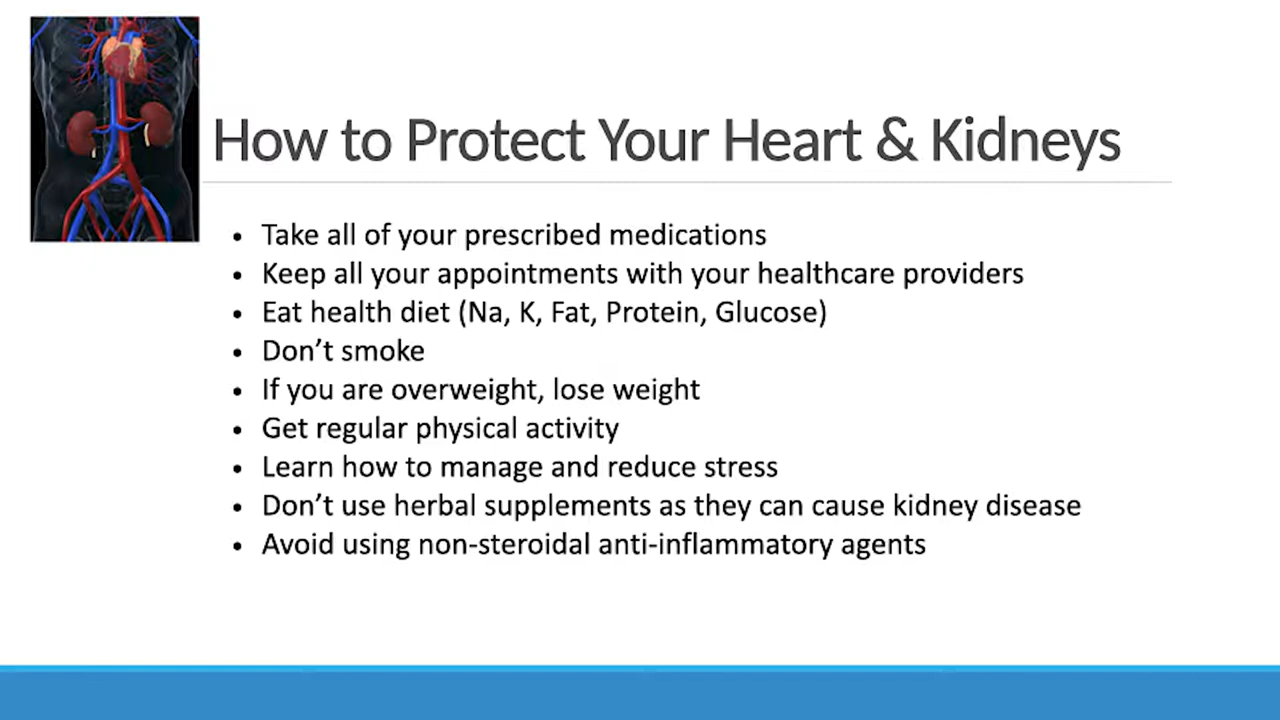 How to Protect Your Heart & Kidneys
• Take all of your prescribed medications
• Keep all your appointments with your healthcare providers
• Eat health diet (Na, K, Fat, Protein, Glucose)
• Don’t smoke
• If you are overweight, lose weight
• Get regular physical activity
• Learn how to manage and reduce stress
• Don’t use herbal supplements as they can cause kidney disease
• Avoid using non-steroidal anti-inflammatory agents